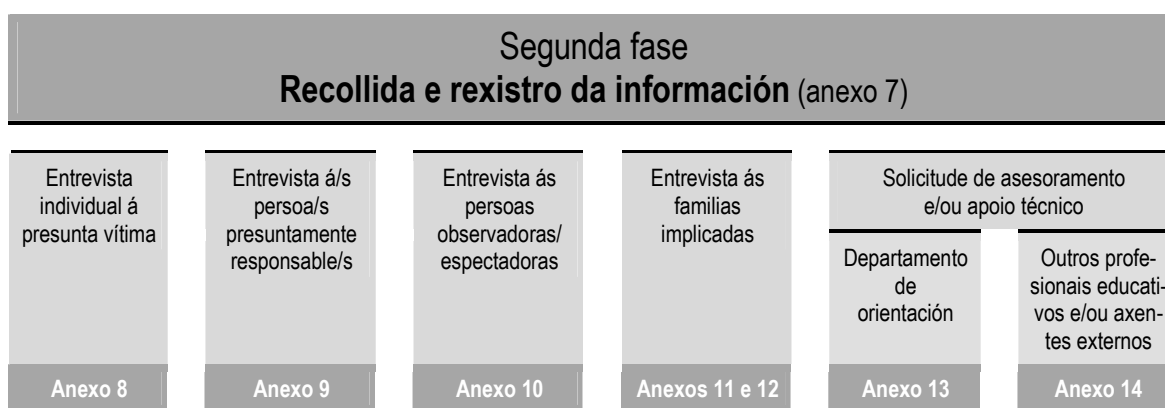 Segunda fase
Recollida e rexistro da información (anexo 7)
Entrevista
individual á
presunta vítima
Anexo 8
Entrevista á/s
persoa/s
presuntamente
responsable/s
Anexo 9
Entrevista ás
persoas
observadoras/
espectadoras
Anexo 10
Entrevista ás
familias
implicadas
Anexos 11 e 12
Solicitude de asesoramento
e/ou apoio técnico
Departamento
de
orientación
Anexo 13
Outros profe-
sionais educati-
vos e/ou axen-
tes externos
Anexo 14